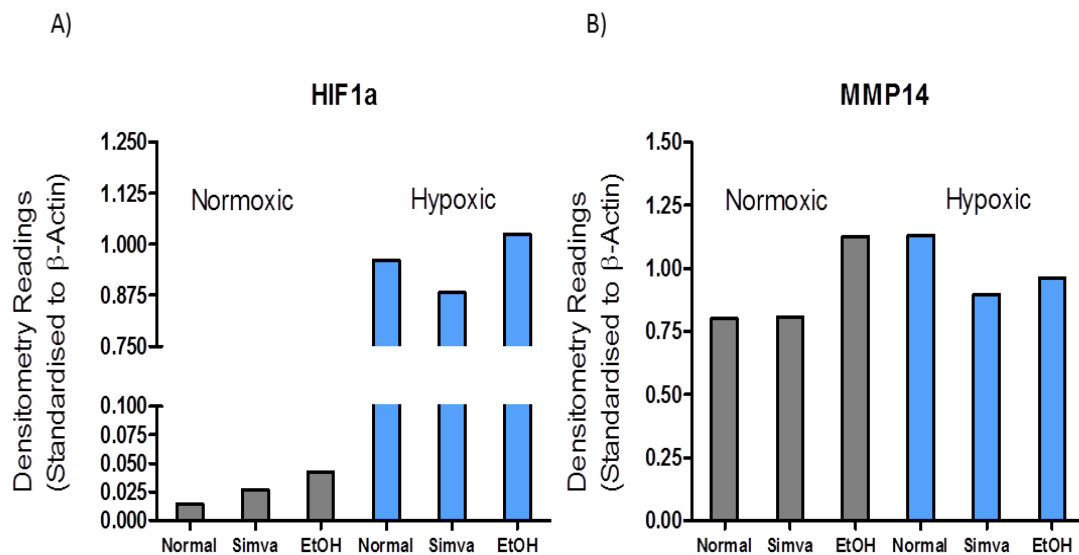 A)
HIF1a
Densitometry Readings
(Standardised to β-Actin)
1.250
1.125
1.000
0.875
0.750
0.100
0.075
0.050
0.025
0.000
Normoxic
Hypoxic
Normal Simva EtOH Normal Simva EtOH
B)
MMP14
Densitometry Readings
(Standardised to β-Actin)
1.50
1.25
1.00
0.75
0.50
0.25
0.00
Normoxic
Hypoxic
Normal Simva EtOH Normal Simva EtOH